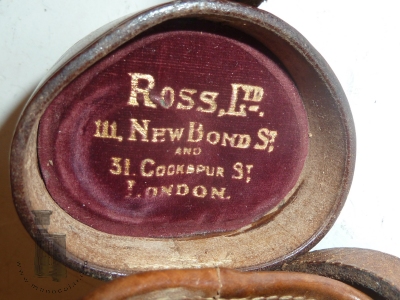 ROSS, LTD.
111, NEW BOND ST.
AND
31. COCKSPUR ST.
LONDON.